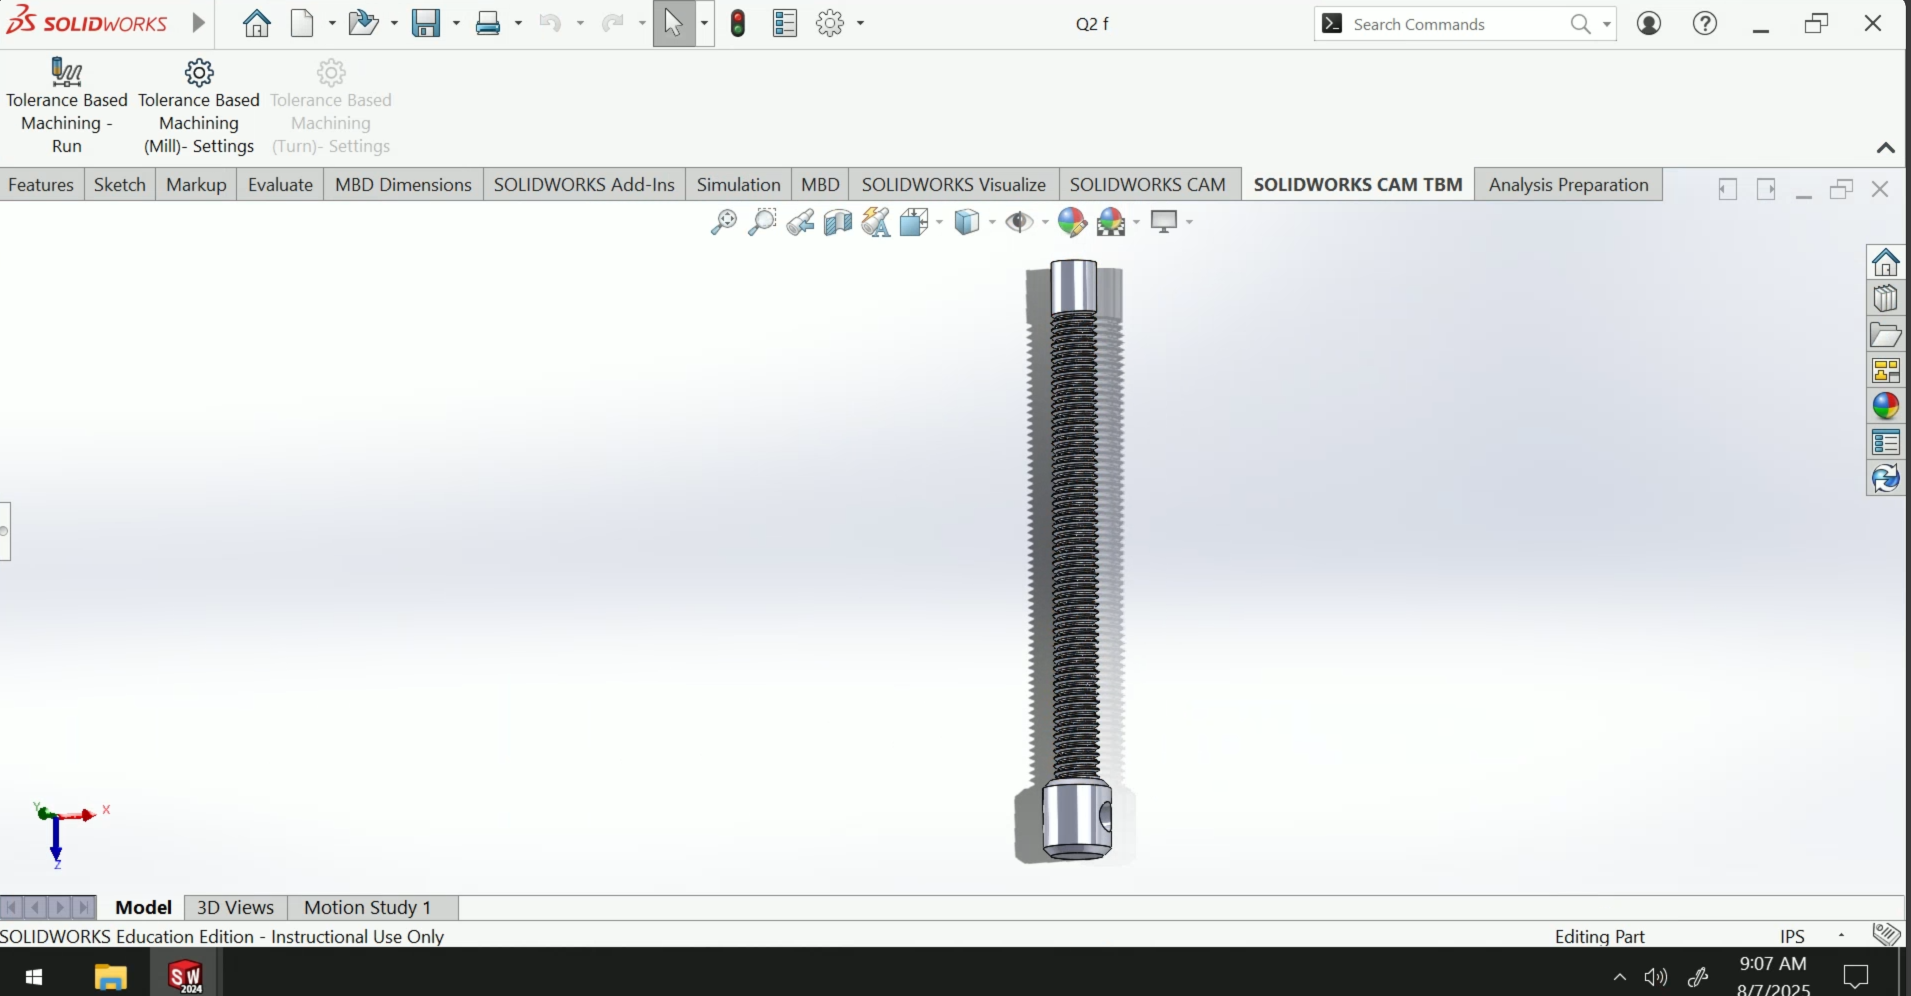 SOLIDWORKS
Q2 f
Search Commands
Tolerance Based Machining - Run
Tolerance Based Machining (Mill)- Settings
Tolerance Based Machining (Turn)- Settings
Features Sketch Markup Evaluate MBD Dimensions SOLIDWORKS Add-Ins Simulation MBD SOLIDWORKS Visualize SOLIDWORKS CAM SOLIDWORKS CAM TBM Analysis Preparation
Y
X
Z
Model 3D Views Motion Study 1
SOLIDWORKS Education Edition - Instructional Use Only
Editing Part
IPS
SW
2024
9:07 AM
8/7/2025